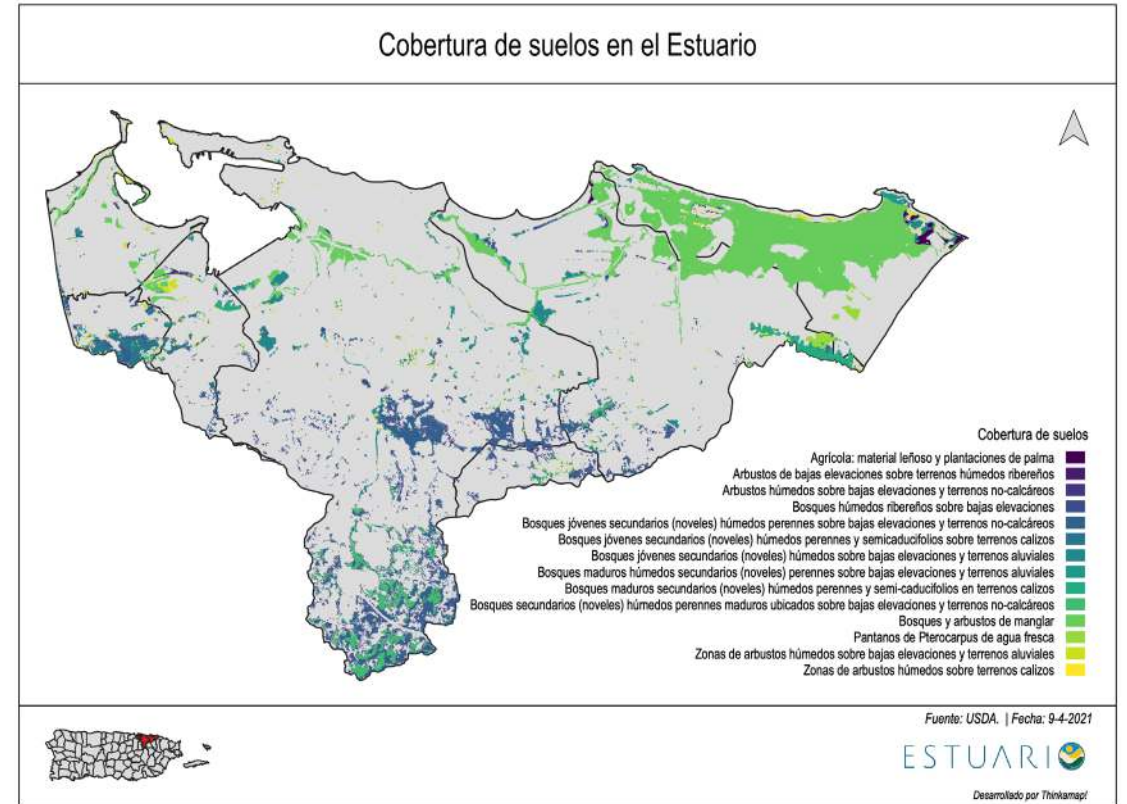 Cobertura de suelos en el Estuario
Cobertura de suelos
Agrícola: material leñoso y plantaciones de palma
Arbustos de bajas elevaciones sobre terrenos húmedos ribereños
Arbustos húmedos sobre bajas elevaciones y terrenos no-calcáreos
Bosques húmedos ribereños sobre bajas elevaciones
Bosques jóvenes secundarios (noveles) húmedos perennes sobre bajas elevaciones y terrenos no-calcáreos
Bosques jóvenes secundarios (noveles) húmedos perennes y semicaducifolios sobre terrenos calizos
Bosques jóvenes secundarios (noveles) húmedos sobre bajas elevaciones y terrenos aluviales
Bosques maduros húmedos secundarios (noveles) perennes sobre bajas elevaciones y terrenos aluviales
Bosques maduros secundarios (noveles) húmedos perennes y semi-caducifolios en terrenos calizos
Bosques secundarios (noveles) húmedos perennes maduros ubicados sobre bajas elevaciones y terrenos no-calcáreos
Bosques y arbustos de manglar
Pantanos de Pterocarpus de agua fresca
Zonas de arbustos húmedos sobre bajas elevaciones y terrenos aluviales
Zonas de arbustos húmedos sobre terrenos calizos
Fuente: USDA. | Fecha: 9-4-2021
ESTUARIO
Desarrollado por Thinkamap!